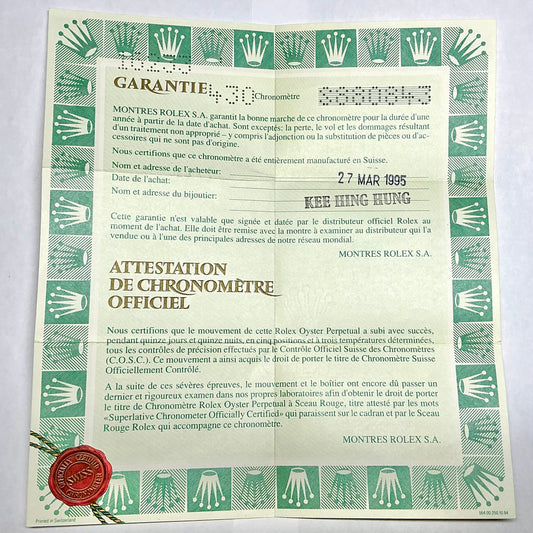 GARANTIE 430 Chronomètre
MONTRES ROLEX S.A. garantit la bonne marche de ce chronomètre pour la durée d'une
année à partir de la date d'achat. Sont exceptés: la perte, le vol et les dommages résultant
d'un traitement non approprié – y compris l'adjonction ou la substitution de pièces ou d'ac-
cessoires qui ne sont pas d'origine.
Nous certifions que ce chronomètre a été entièrement manufacturé en Suisse.
Nom et adresse de l'acheteur:
Date de l'achat: 27 MAR 1995
Nom et adresse du bijoutier: KEE HING HUNG
Cette garantie n'est valable que signée et datée par le distributeur officiel Rolex au
moment de l'achat. Elle doit être remise avec la montre à examiner au distributeur qui l'a
vendue ou à l'une des principales adresses de notre réseau mondial.
MONTRES ROLEX S.A.
ATTESTATION
DE CHRONOMÈTRE
OFFICIEL
Nous certifions que le mouvement de cette Rolex Oyster Perpetual a subi avec succès,
pendant quinze jours et quinze nuits, en cinq positions et à trois températures déterminées,
tous les contrôles de précision effectués par le Contrôle Officiel Suisse des Chronomètres
(C.O.S.C.). Ce mouvement a ainsi acquis le droit de porter le titre de Chronomètre Suisse
Officiellement Contrôlé.
A la suite de ces sévères épreuves, le mouvement et le boîtier ont encore dû passer un
dernier et rigoureux examen dans nos propres laboratoires afin d'obtenir le droit de porter
le titre de Chronomètre Rolex Oyster Perpetual à Sceau Rouge, titre attesté par les mots
«Superlative Chronometer Officially Certified» qui paraissent sur le cadran et par le Sceau
Rouge Rolex qui accompagne ce chronomètre.
MONTRES ROLEX S.A.
Printed in Switzerland